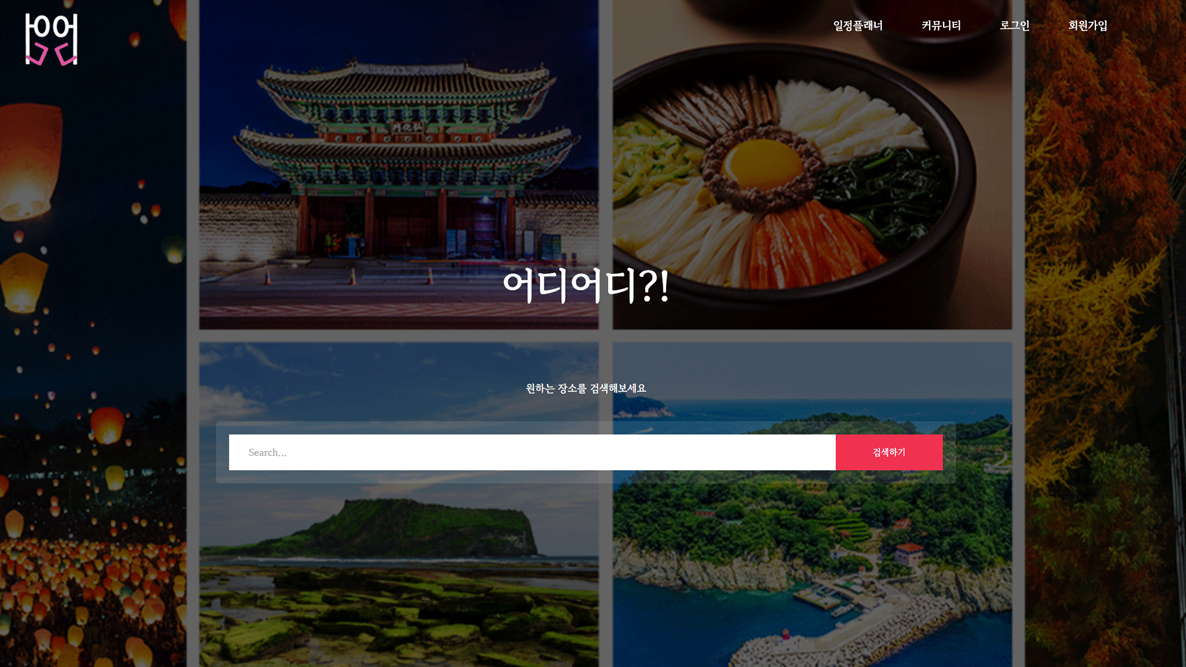 일정플래너
커뮤니티
로그인
회원가입
어디어디?!
원하는 장소를 검색해보세요
Search...
검색하기